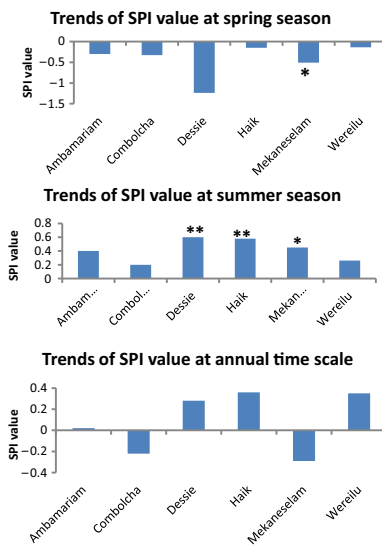 Trends of SPI value at spring season
SPI value
0
−0.5
−1
−1.5
*
Ambamariam
Combolcha
Dessie
Haik
Mekaneselam
Wereilu
Trends of SPI value at summer season
SPI value
0.8
0.6
0.4
0.2
0
**
**
*
Ambam...
Combol...
Dessie
Haik
Mekan...
Wereilu
Trends of SPI value at annual time scale
SPI value
0.4
0.2
0
−0.2
−0.4
Ambamariam
Combolcha
Dessie
Haik
Mekaneselam
Wereilu